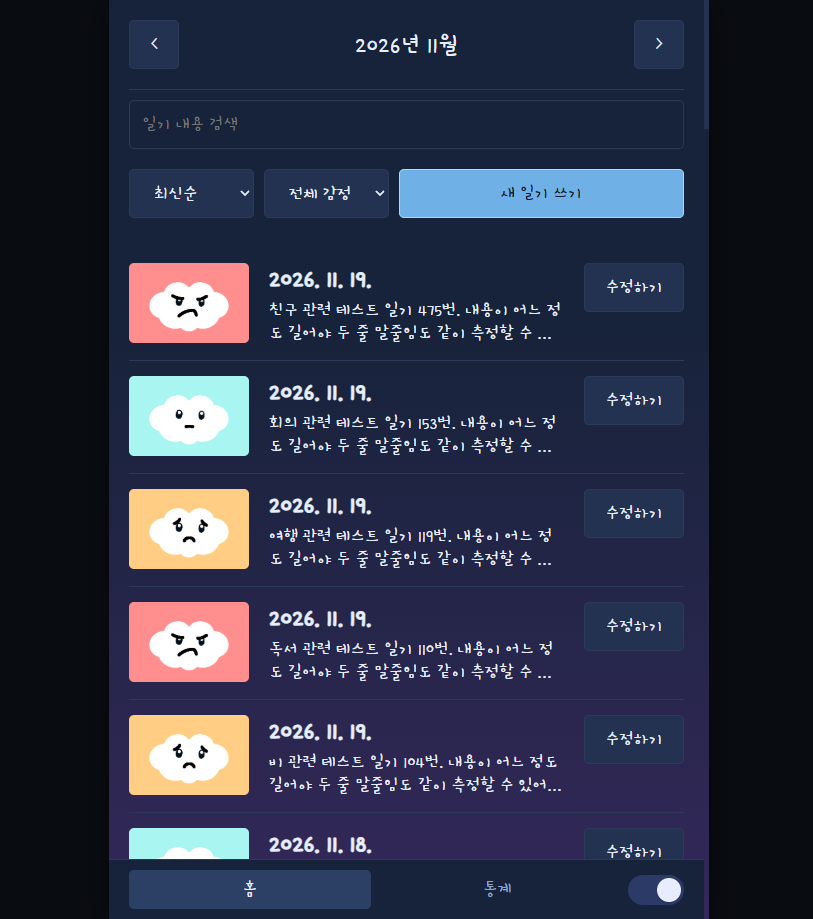 2026년 11월
일기 내용 검색
최신순
전체 감정
새 일기 쓰기
2026. 11. 19.
친구 관련 테스트 일기 475번. 내용이 어느 정
도 길어야 두 줄 말줄임도 같이 측정할 수 ...
수정하기
2026. 11. 19.
회의 관련 테스트 일기 153번. 내용이 어느 정
도 길어야 두 줄 말줄임도 같이 측정할 수 ...
수정하기
2026. 11. 19.
여행 관련 테스트 일기 119번. 내용이 어느 정
도 길어야 두 줄 말줄임도 같이 측정할 수 ...
수정하기
2026. 11. 19.
독서 관련 테스트 일기 110번. 내용이 어느 정
도 길어야 두 줄 말줄임도 같이 측정할 수 ...
수정하기
2026. 11. 19.
비 관련 테스트 일기 104번. 내용이 어느 정도
길어야 두 줄 말줄임도 같이 측정할 수 있어...
수정하기
2026. 11. 18.
수정하기
홈
통계